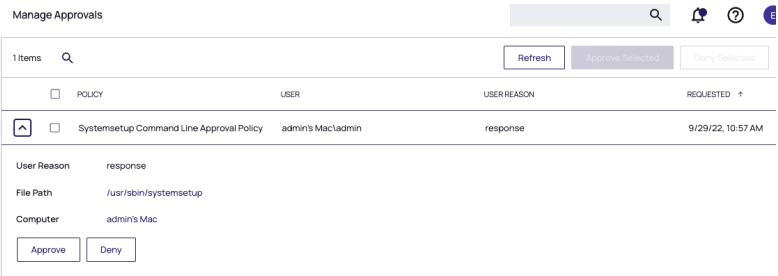 Manage Approvals
E
1 Items
Refresh
Approve Selected
Deny Selected
POLICY USER USER REASON REQUESTED ↑
Systemsetup Command Line Approval Policy admin's Mac\admin response 9/29/22, 10:57 AM
User Reason response
File Path /usr/sbin/systemsetup
Computer admin's Mac
Approve Deny